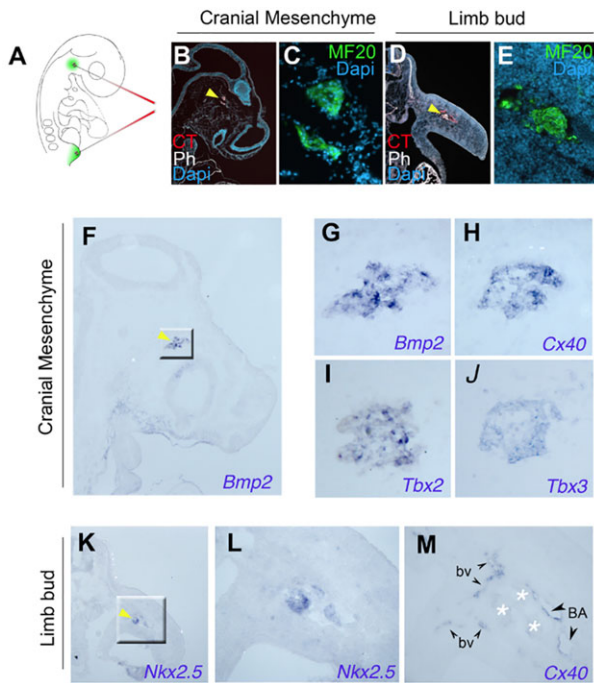 Cranial Mesenchyme
Limb bud
A
B
CT
Ph
Dapi
C
MF20
Dapi
D
CT
Ph
Dapi
E
MF20
Dapi
Cranial Mesenchyme
F
Bmp2
G
Bmp2
H
Cx40
I
Tbx2
J
Tbx3
Limb bud
K
Nkx2.5
L
Nkx2.5
M
bv
bv
BA
Cx40